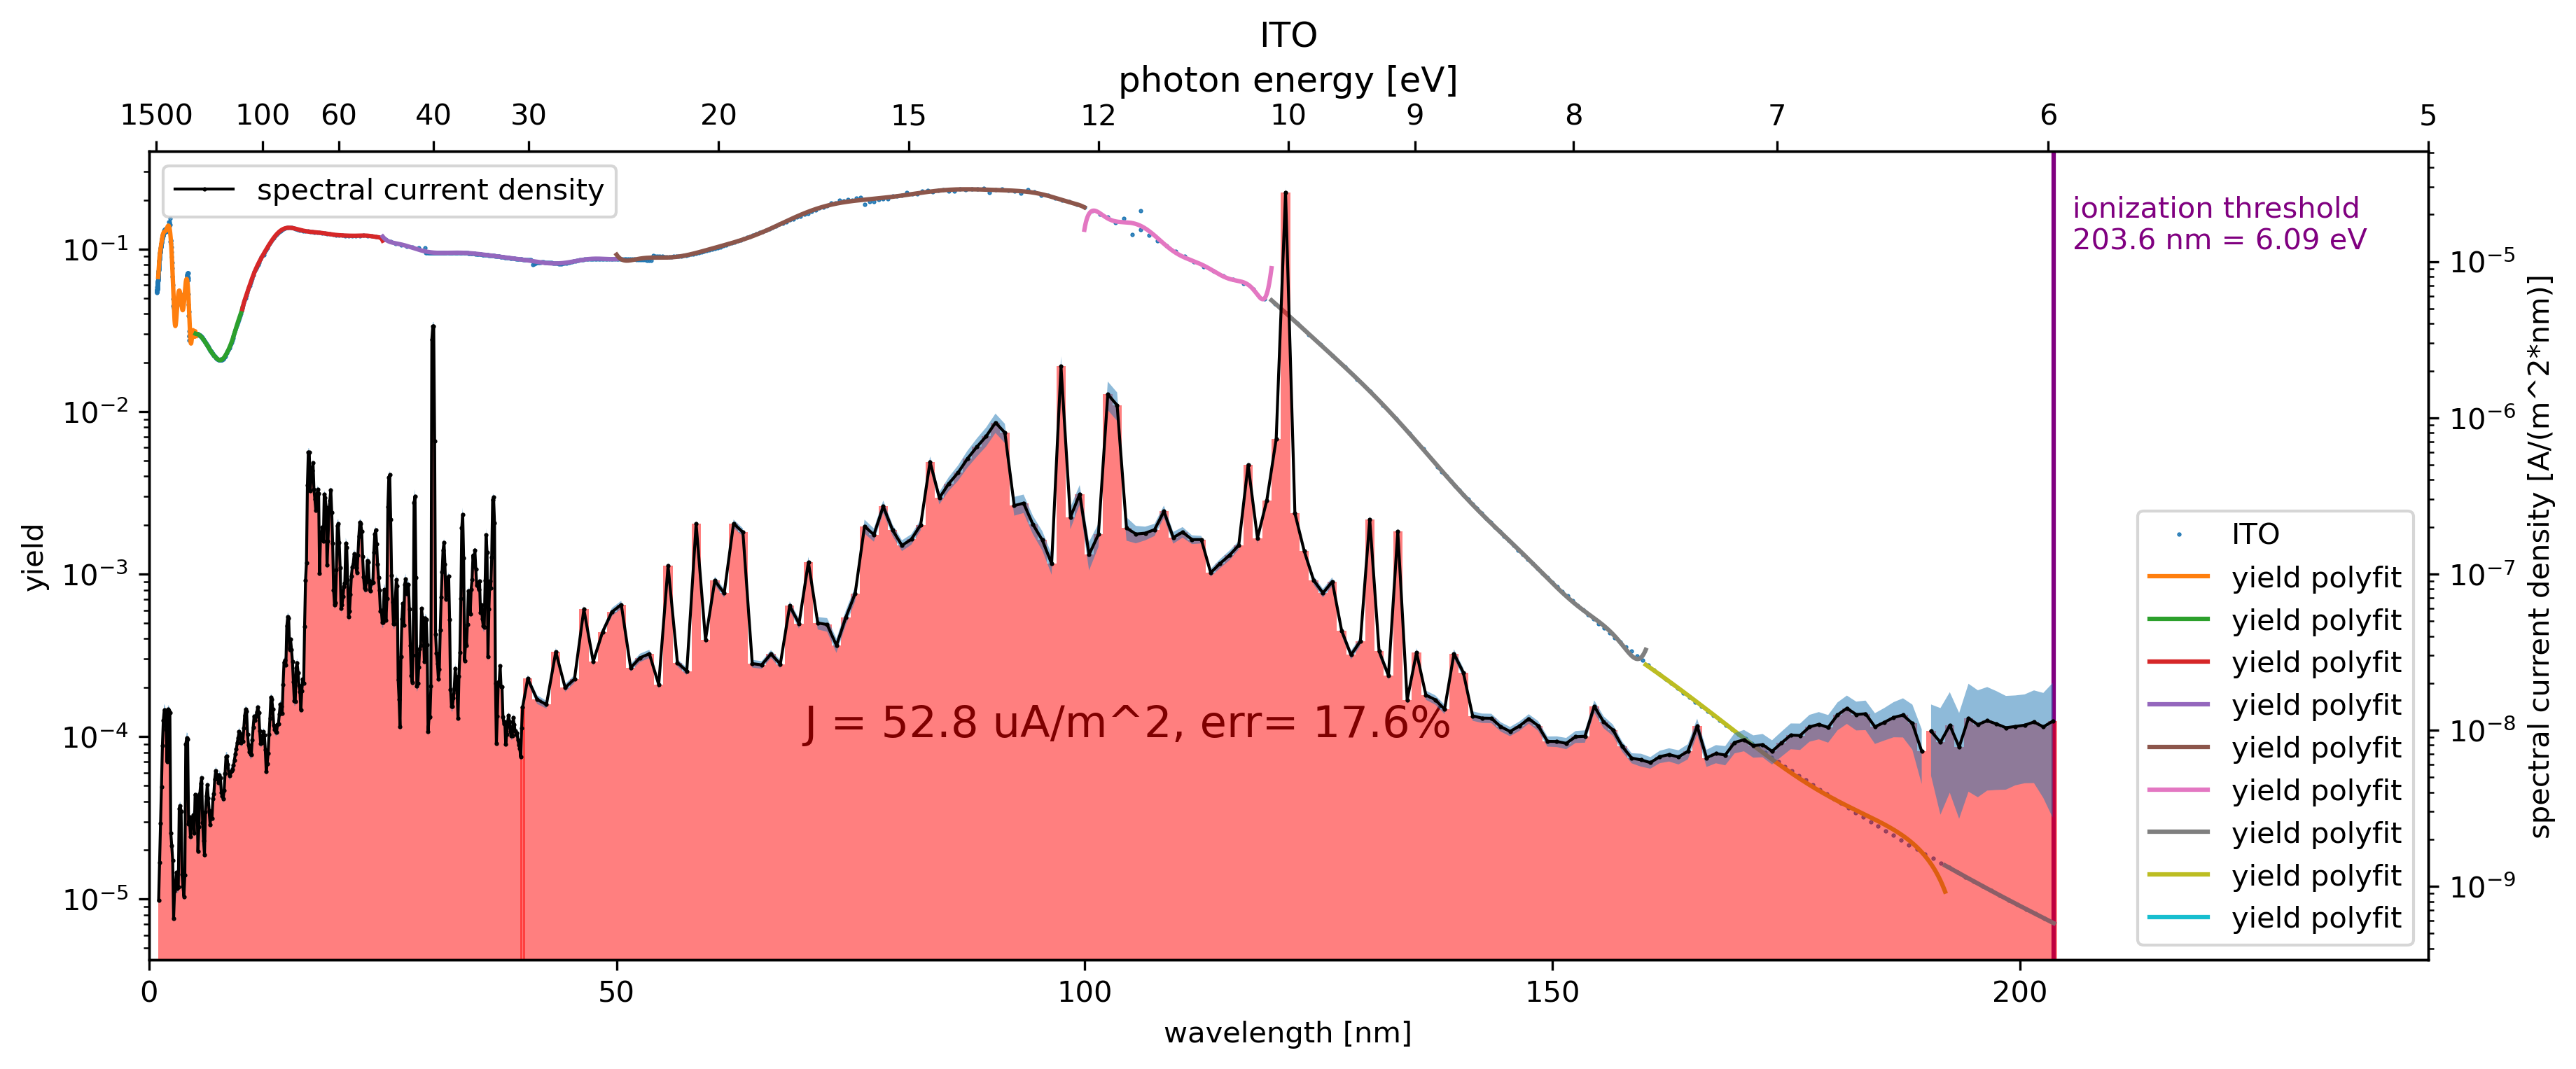 ITO
photon energy [eV]
1500 100 60 40 30 20 15 12 10 9 8 7 6 5
spectral current density
ionization threshold
203.6 nm = 6.09 eV
10⁻¹
10⁻²
10⁻³
10⁻⁴
10⁻⁵
yield
10⁻⁵
10⁻⁶
10⁻⁷
10⁻⁸
10⁻⁹
spectral current density [A/(m^2*nm)]
J = 52.8 uA/m^2, err= 17.6%
ITO
yield polyfit
yield polyfit
yield polyfit
yield polyfit
yield polyfit
yield polyfit
yield polyfit
yield polyfit
yield polyfit
0 50 100 150 200
wavelength [nm]